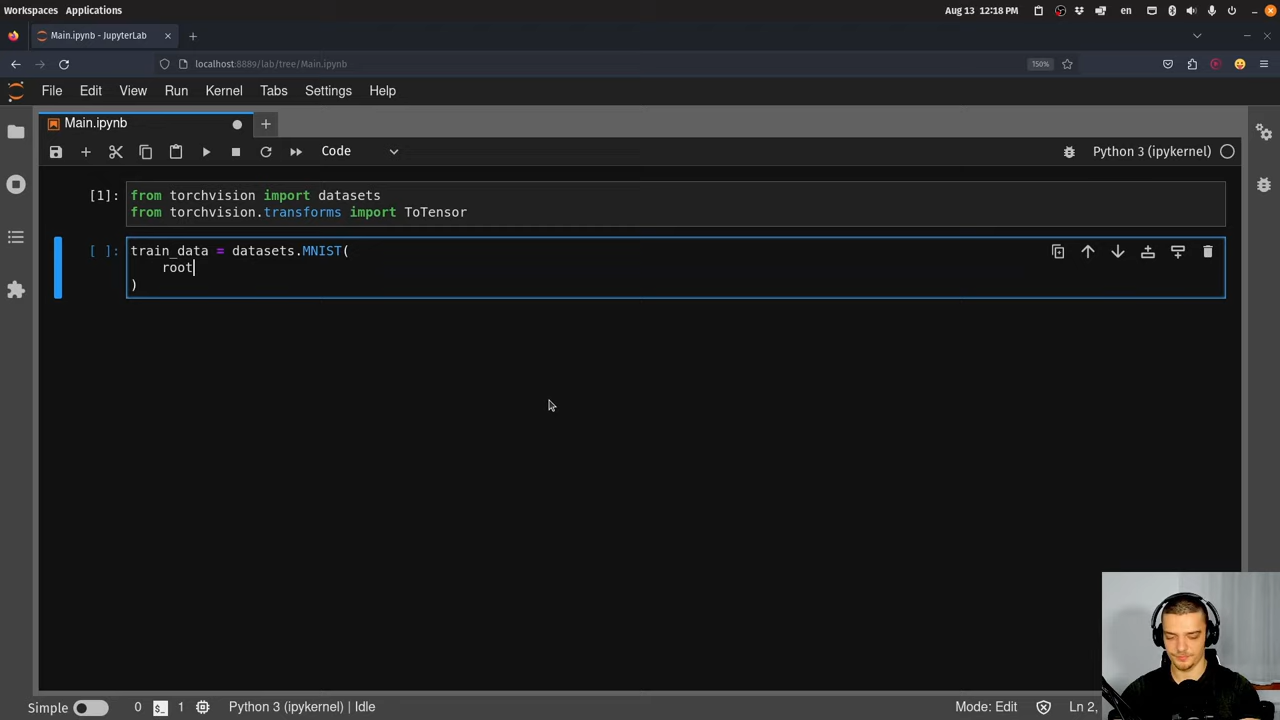 Workspaces Applications Aug 13 12:18 PM en
Main.ipynb - JupyterLab
localhost:8889/lab/tree/Main.ipynb 150%
File Edit View Run Kernel Tabs Settings Help
Main.ipynb
Code Python 3 (ipykernel)
[1]: from torchvision import datasets
from torchvision.transforms import ToTensor
[ ]: train_data = datasets.MNIST(
root
)
Simple 0 $_ 1 Python 3 (ipykernel) | Idle Mode: Edit Ln 2,